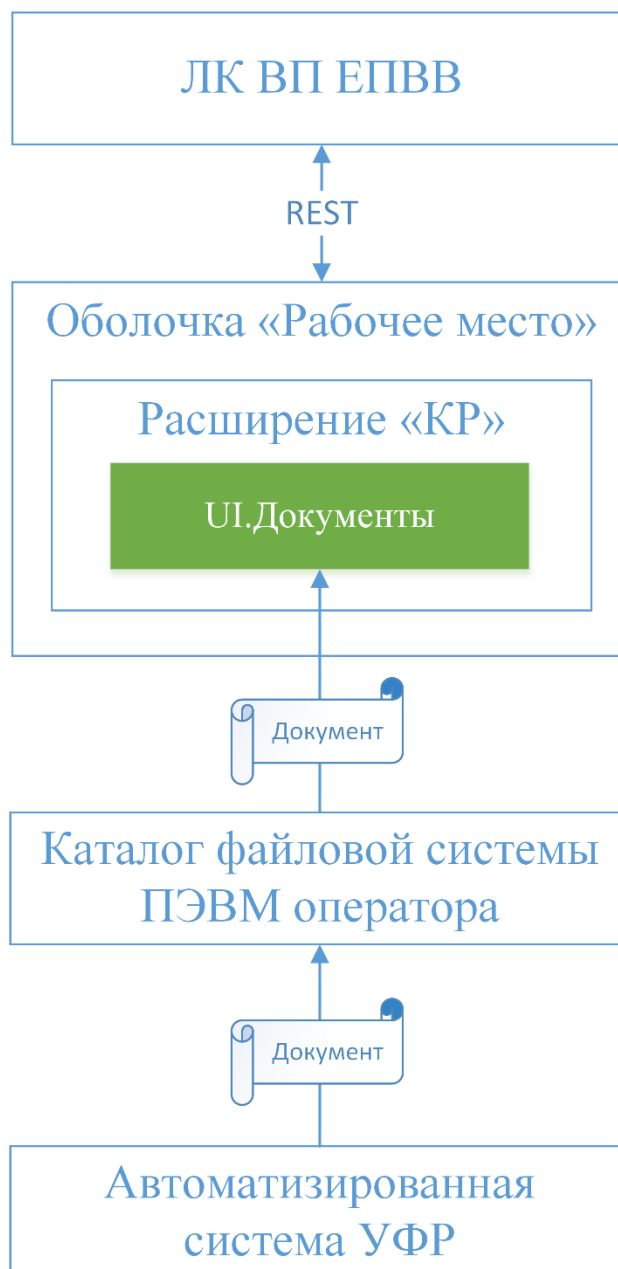 ЛК ВП ЕПВВ
REST
Оболочка «Рабочее место»
Расширение «КР»
UI.Документы
Документ
Каталог файловой системы
ПЭВМ оператора
Документ
Автоматизированная
система УФР